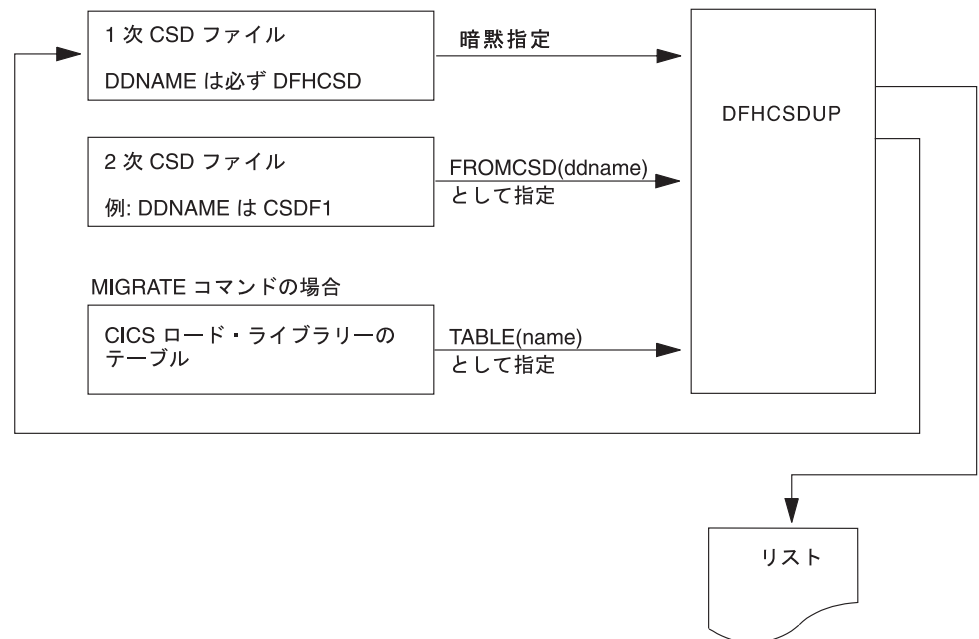 1 次 CSD ファイル
DDNAME は必ず DFHCSD
暗黙指定
DFHCSDUP
2 次 CSD ファイル
例: DDNAME は CSDF1
FROMCSD(ddname)
として指定
MIGRATE コマンドの場合
CICS ロード・ライブラリーの
テーブル
TABLE(name)
として指定
リスト